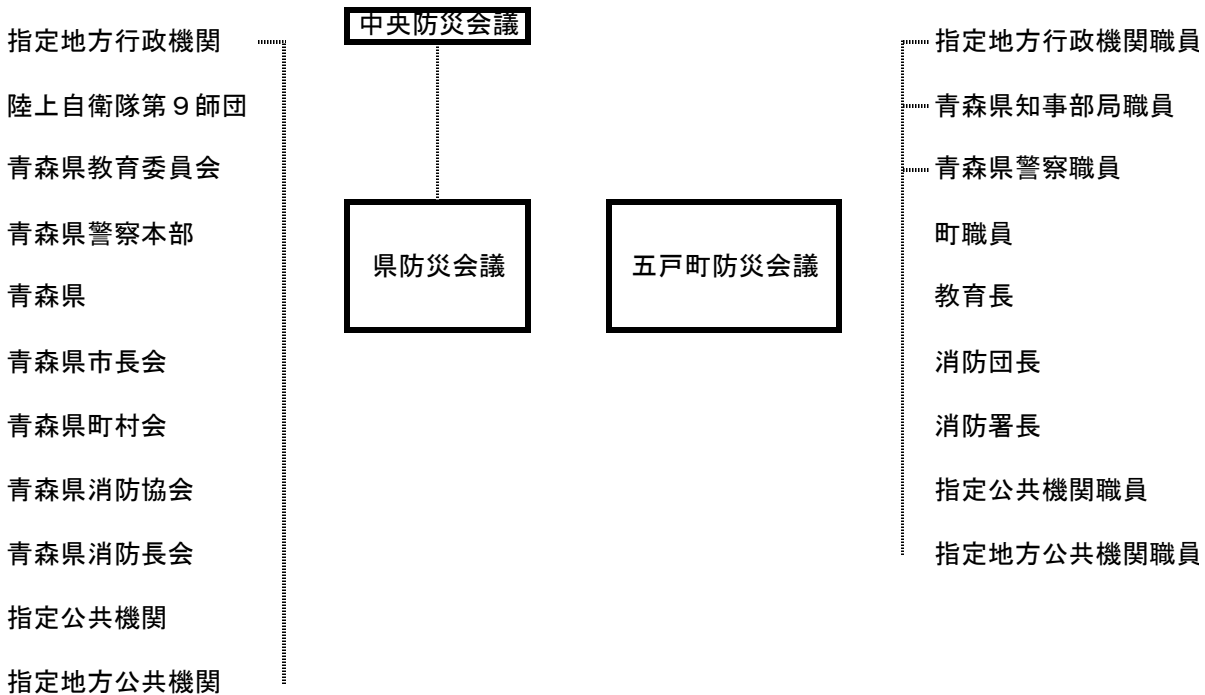 中央防災会議
指定地方行政機関
陸上自衛隊第９師団
青森県教育委員会
青森県警察本部
青森県
青森県市長会
青森県町村会
青森県消防協会
青森県消防長会
指定公共機関
指定地方公共機関
県防災会議
五戸町防災会議
指定地方行政機関職員
青森県知事部局職員
青森県警察職員
町職員
教育長
消防団長
消防署長
指定公共機関職員
指定地方公共機関職員